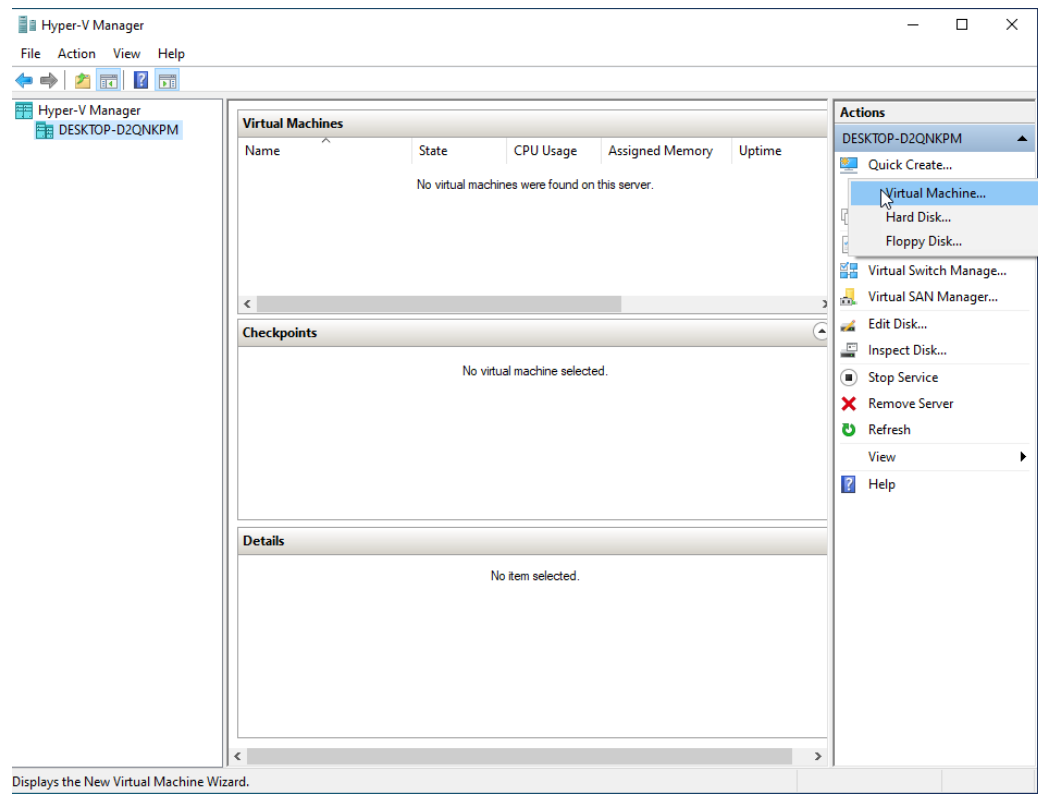 Hyper-V Manager
File Action View Help
Hyper-V Manager
DESKTOP-D2QNKPM
Virtual Machines
Name State CPU Usage Assigned Memory Uptime
No virtual machines were found on this server.
Checkpoints
No virtual machine selected.
Details
No item selected.
Actions
DESKTOP-D2QNKPM
Quick Create...
Virtual Machine...
Hard Disk...
Floppy Disk...
Virtual Switch Manage...
Virtual SAN Manager...
Edit Disk...
Inspect Disk...
Stop Service
Remove Server
Refresh
View
Help
Displays the New Virtual Machine Wizard.